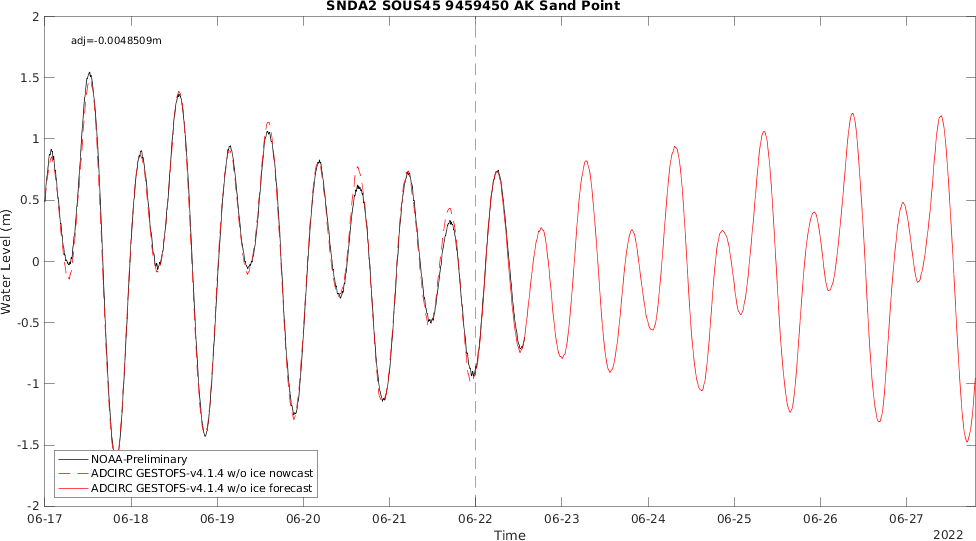 SNDA2 SOUS45 9459450 AK Sand Point
adj=-0.0048509m
2
1.5
1
0.5
0
-0.5
-1
-1.5
-2
Water Level (m)
NOAA-Preliminary
ADCIRC GESTOFS-v4.1.4 w/o ice nowcast
ADCIRC GESTOFS-v4.1.4 w/o ice forecast
06-17 06-18 06-19 06-20 06-21 06-22 06-23 06-24 06-25 06-26 06-27
Time
2022